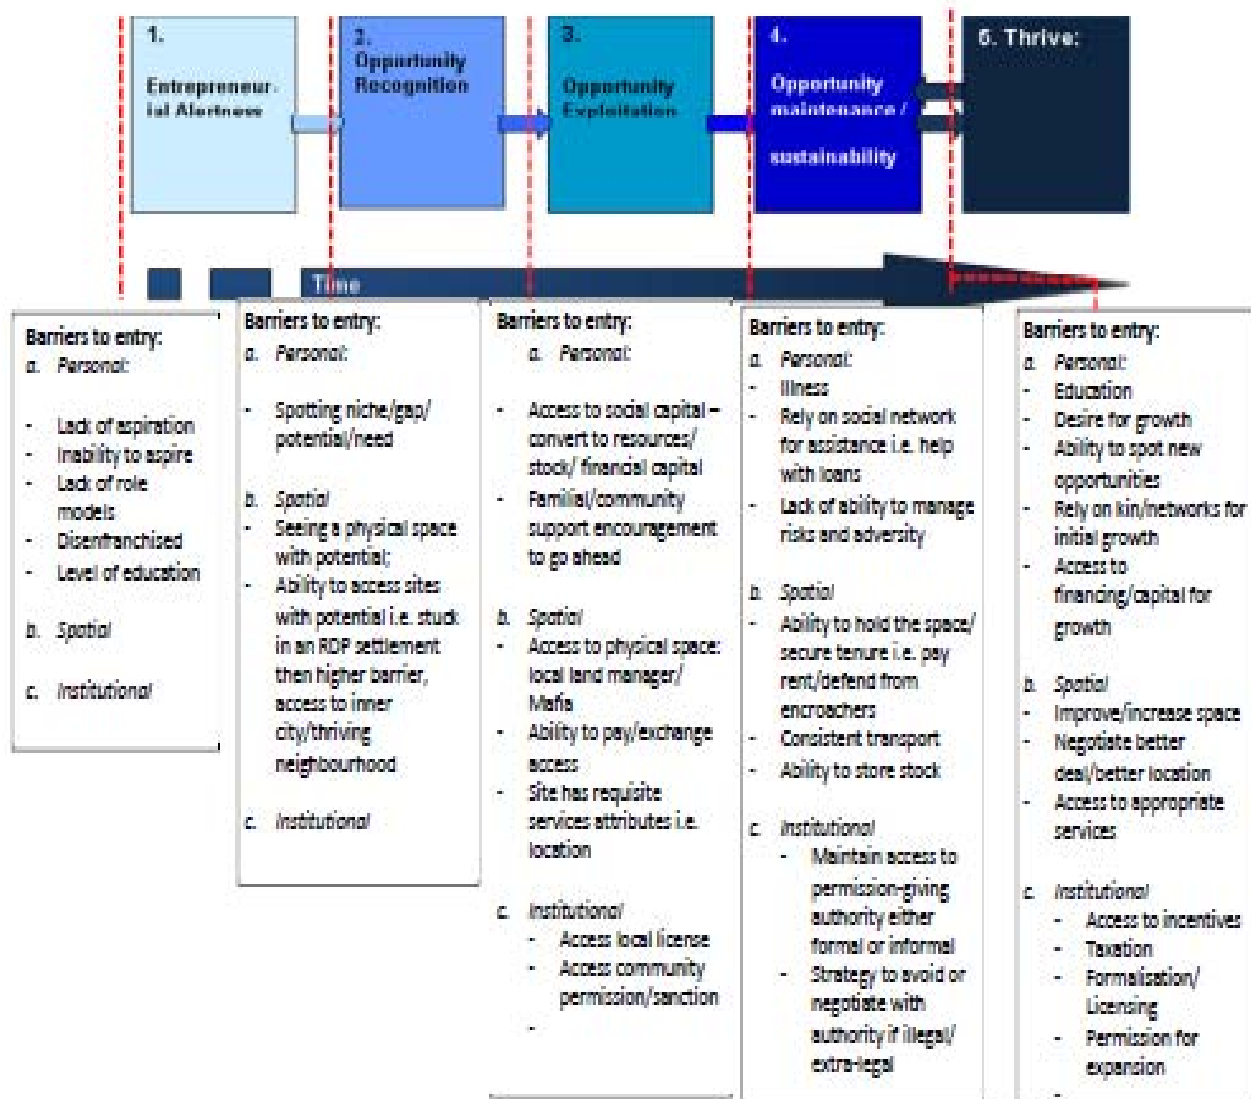 1.
Entrepreneur-
ial Alertness
2.
Opportunity
Recognition
3.
Opportunity
Exploitation
4.
Opportunity
maintenance /
sustainability
5. Thrive:
Time
Barriers to entry:
a. Personal:
- Lack of aspiration
- Inability to aspire
- Lack of role
models
- Disenfranchised
- Level of education
b. Spatial
c. Institutional
Barriers to entry:
a. Personal:
- Spotting niche/gap/
potential/need
b. Spatial
- Seeing a physical space
with potential;
- Ability to access sites
with potential i.e. stuck
in an RDP settlement
then higher barrier,
access to inner
city/thriving
neighbourhood
c. Institutional
Barriers to entry:
a. Personal:
- Access to social capital –
convert to resources/
stock/ financial capital
- Familial/community
support encouragement
to go ahead
b. Spatial
- Access to physical space:
local land manager/
Mafia
- Ability to pay/exchange
access
- Site has requisite
services attributes i.e.
location
c. Institutional
- Access local license
- Access community
permission/sanction
-
Barriers to entry:
a. Personal:
- Illness
- Rely on social network
for assistance i.e. help
with loans
- Lack of ability to manage
risks and adversity
b. Spatial
- Ability to hold the space/
secure tenure i.e. pay
rent/defend from
encroachers
- Consistent transport
- Ability to store stock
c. Institutional
- Maintain access to
permission-giving
authority either
formal or informal
- Strategy to avoid or
negotiate with
authority if illegal/
extra-legal
Barriers to entry:
a. Personal:
- Education
- Desire for growth
- Ability to spot new
opportunities
- Rely on kin/networks for
initial growth
- Access to
financing/capital for
growth
b. Spatial
- Improve/increase space
- Negotiate better
deal/better location
- Access to appropriate
services
c. Institutional
- Access to incentives
- Taxation
- Formalisation/
Licensing
- Permission for
expansion
-